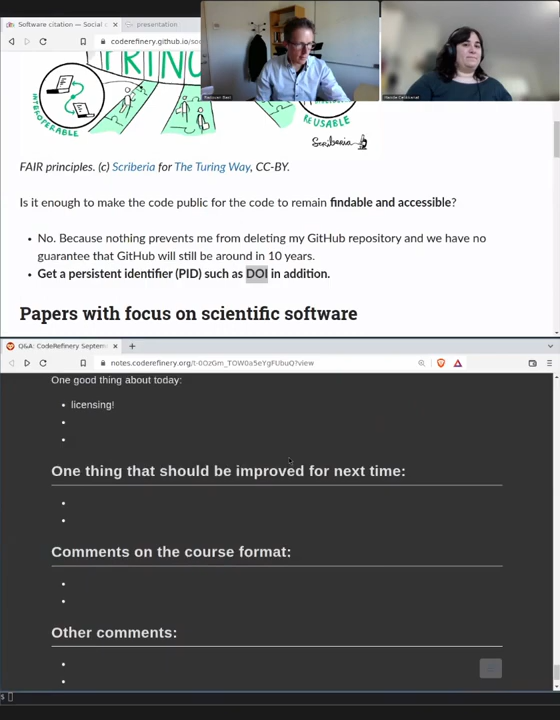 Software citation — Social c
presentation
coderefinery.github.io/soc
PRINC
INTEROPERABLE
REUSABLE
Scriberia
FAIR principles. (c) Scriberia for The Turing Way, CC-BY.
Is it enough to make the code public for the code to remain findable and accessible?
No. Because nothing prevents me from deleting my GitHub repository and we have no
guarantee that GitHub will still be around in 10 years.
Get a persistent identifier (PID) such as DOI in addition.
Papers with focus on scientific software
Q&A: CodeRefinery Septem
notes.coderefinery.org/t-0OzGm_TOW0a5eYgFUbuQ?view
One good thing about today:
licensing!
One thing that should be improved for next time:
Comments on the course format:
Other comments:
$